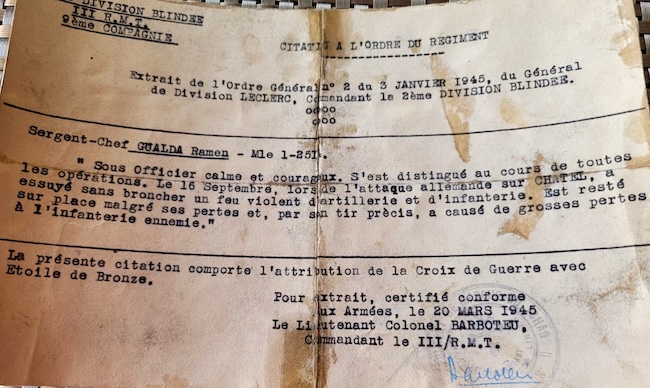 DIVISION BLINDEE
III R.M.T.
9ème COMPAGNIE
CITATI A L'ORDRE DU REGIMENT
Extrait de l'Ordre Général n° 2 du 3 JANVIER 1945, du Général
de Division LECLERC, Commandant la 2ème DIVISION BLINDEE.
Sergent-Chef GUALDA Ramen - Mle 1-251.
" Sous Officier calme et couragux. S'est distingué au cours de toutes
les opérations. Le 16 Septembre, lors de l'attaque allemande sur CHATEL, a
essuyé sans broncher un feu violent d'artillerie et d'infanterie. Est resté
sur place malgré ses pertes et, par son tir précis, a causé de grosses pertes
à l'infanterie ennemie."
La présente citation comporte l'attribution de la Croix de Guerre avec
Etoile de Bronze.
Pour extrait, certifié conforme
aux Armées, le 20 MARS 1945
Le Lieutenant Colonel BARBOTEU,
Commandant le III/R.M.T.